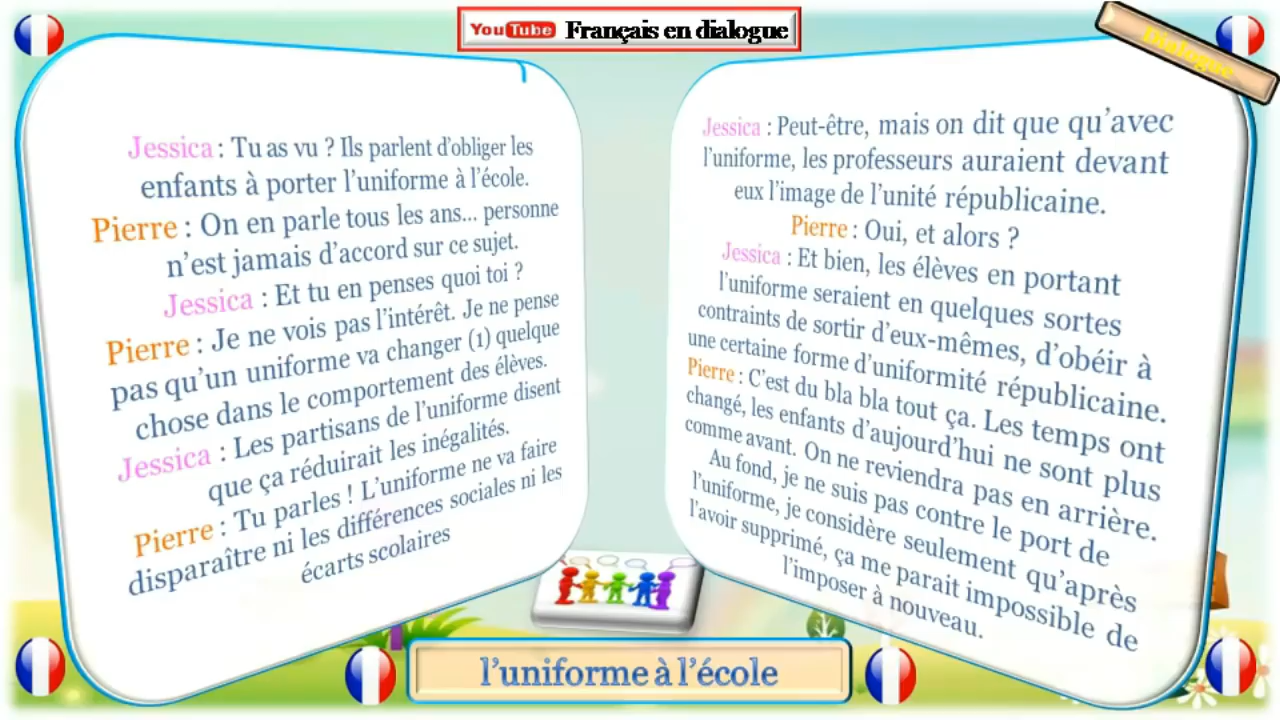 YouTube Français en dialogue
Dialogue
Jessica : Tu as vu ? Ils parlent d'obliger les
enfants à porter l'uniforme à l'école.
Pierre : On en parle tous les ans... personne
n'est jamais d'accord sur ce sujet.
Jessica : Et tu en penses quoi toi ?
Pierre : Je ne vois pas l'intérêt. Je ne pense
pas qu'un uniforme va changer (1) quelque
chose dans le comportement des élèves.
Jessica : Les partisans de l'uniforme disent
que ça réduirait les inégalités.
Pierre : Tu parles ! L'uniforme ne va faire
disparaître ni les différences sociales ni les
écarts scolaires
Jessica : Peut-être, mais on dit que qu'avec
l'uniforme, les professeurs auraient devant
eux l'image de l'unité républicaine.
Pierre : Oui, et alors ?
Jessica : Et bien, les élèves en portant
l'uniforme seraient en quelques sortes
contraints de sortir d'eux-mêmes, d'obéir à
une certaine forme d'uniformité républicaine.
Pierre : C'est du bla bla tout ça. Les temps ont
changé, les enfants d'aujourd'hui ne sont plus
comme avant. On ne reviendra pas en arrière.
Au fond, je ne suis pas contre le port de
l'uniforme, je considère seulement qu'après
l'avoir supprimé, ça me parait impossible de
l'imposer à nouveau.
l'uniforme à l'école